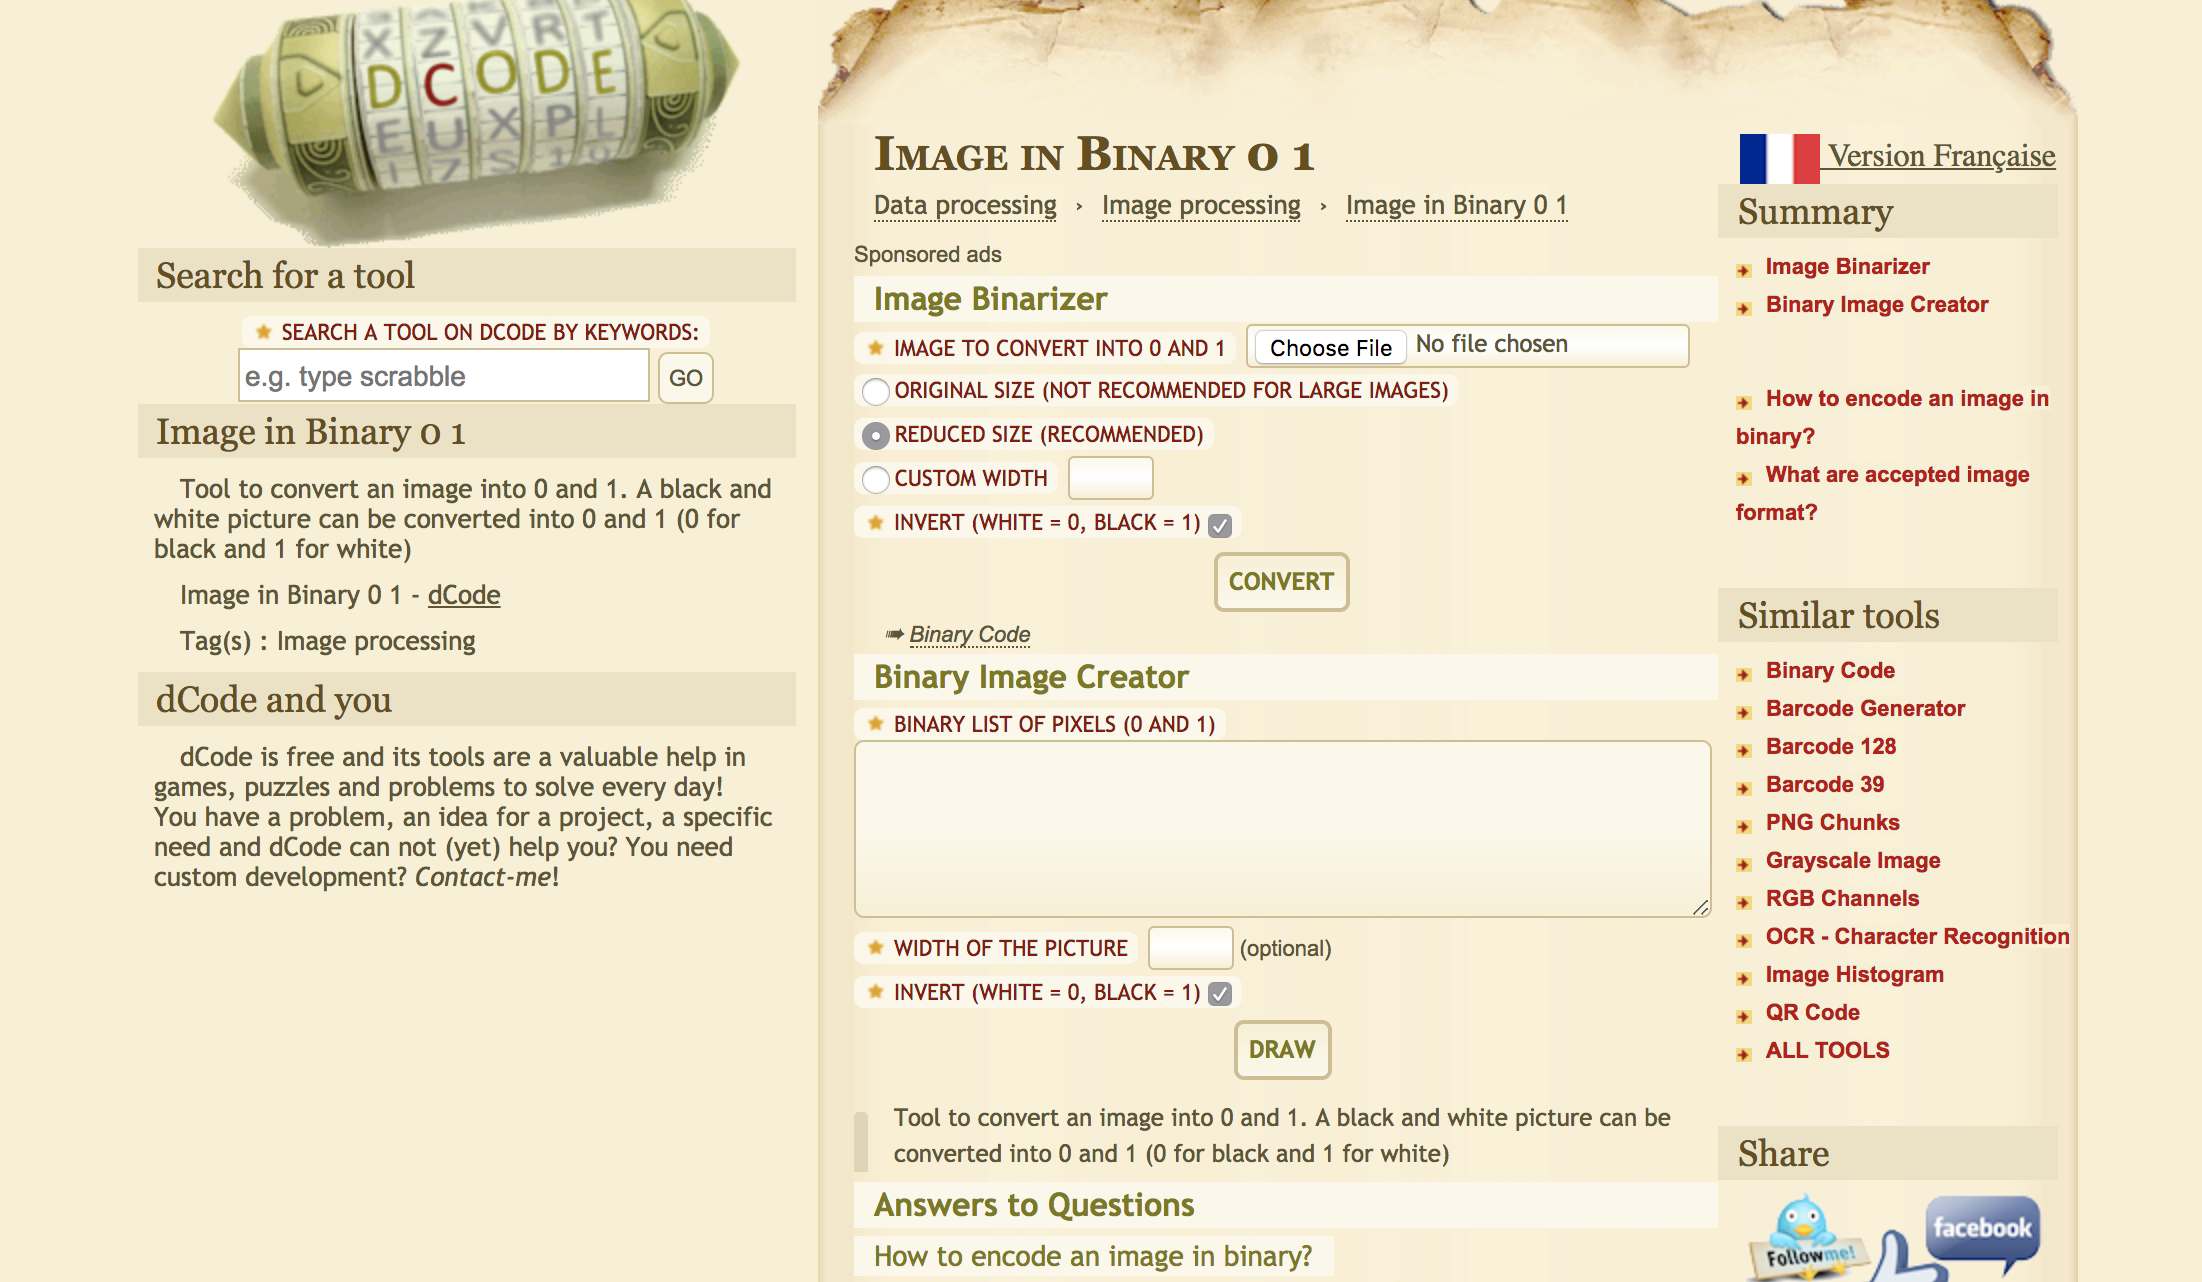 X Z V R T
D C O D E
E U X P L
I 7 S 1 0
Search for a tool
SEARCH A TOOL ON DCODE BY KEYWORDS:
e.g. type scrabble GO
Image in Binary 0 1
Tool to convert an image into 0 and 1. A black and
white picture can be converted into 0 and 1 (0 for
black and 1 for white)
Image in Binary 0 1 - dCode
Tag(s) : Image processing
dCode and you
dCode is free and its tools are a valuable help in
games, puzzles and problems to solve every day!
You have a problem, an idea for a project, a specific
need and dCode can not (yet) help you? You need
custom development? Contact-me!
Image in Binary 0 1
Data processing › Image processing › Image in Binary 0 1
Sponsored ads
Image Binarizer
IMAGE TO CONVERT INTO 0 AND 1 Choose File No file chosen
ORIGINAL SIZE (NOT RECOMMENDED FOR LARGE IMAGES)
REDUCED SIZE (RECOMMENDED)
CUSTOM WIDTH
INVERT (WHITE = 0, BLACK = 1)
CONVERT
➠ Binary Code
Binary Image Creator
BINARY LIST OF PIXELS (0 AND 1)
WIDTH OF THE PICTURE (optional)
INVERT (WHITE = 0, BLACK = 1)
DRAW
Tool to convert an image into 0 and 1. A black and white picture can be
converted into 0 and 1 (0 for black and 1 for white)
Answers to Questions
How to encode an image in binary?
Version Française
Summary
Image Binarizer
Binary Image Creator
How to encode an image in
binary?
What are accepted image
format?
Similar tools
Binary Code
Barcode Generator
Barcode 128
Barcode 39
PNG Chunks
Grayscale Image
RGB Channels
OCR - Character Recognition
Image Histogram
QR Code
ALL TOOLS
Share
Follow me!
facebook